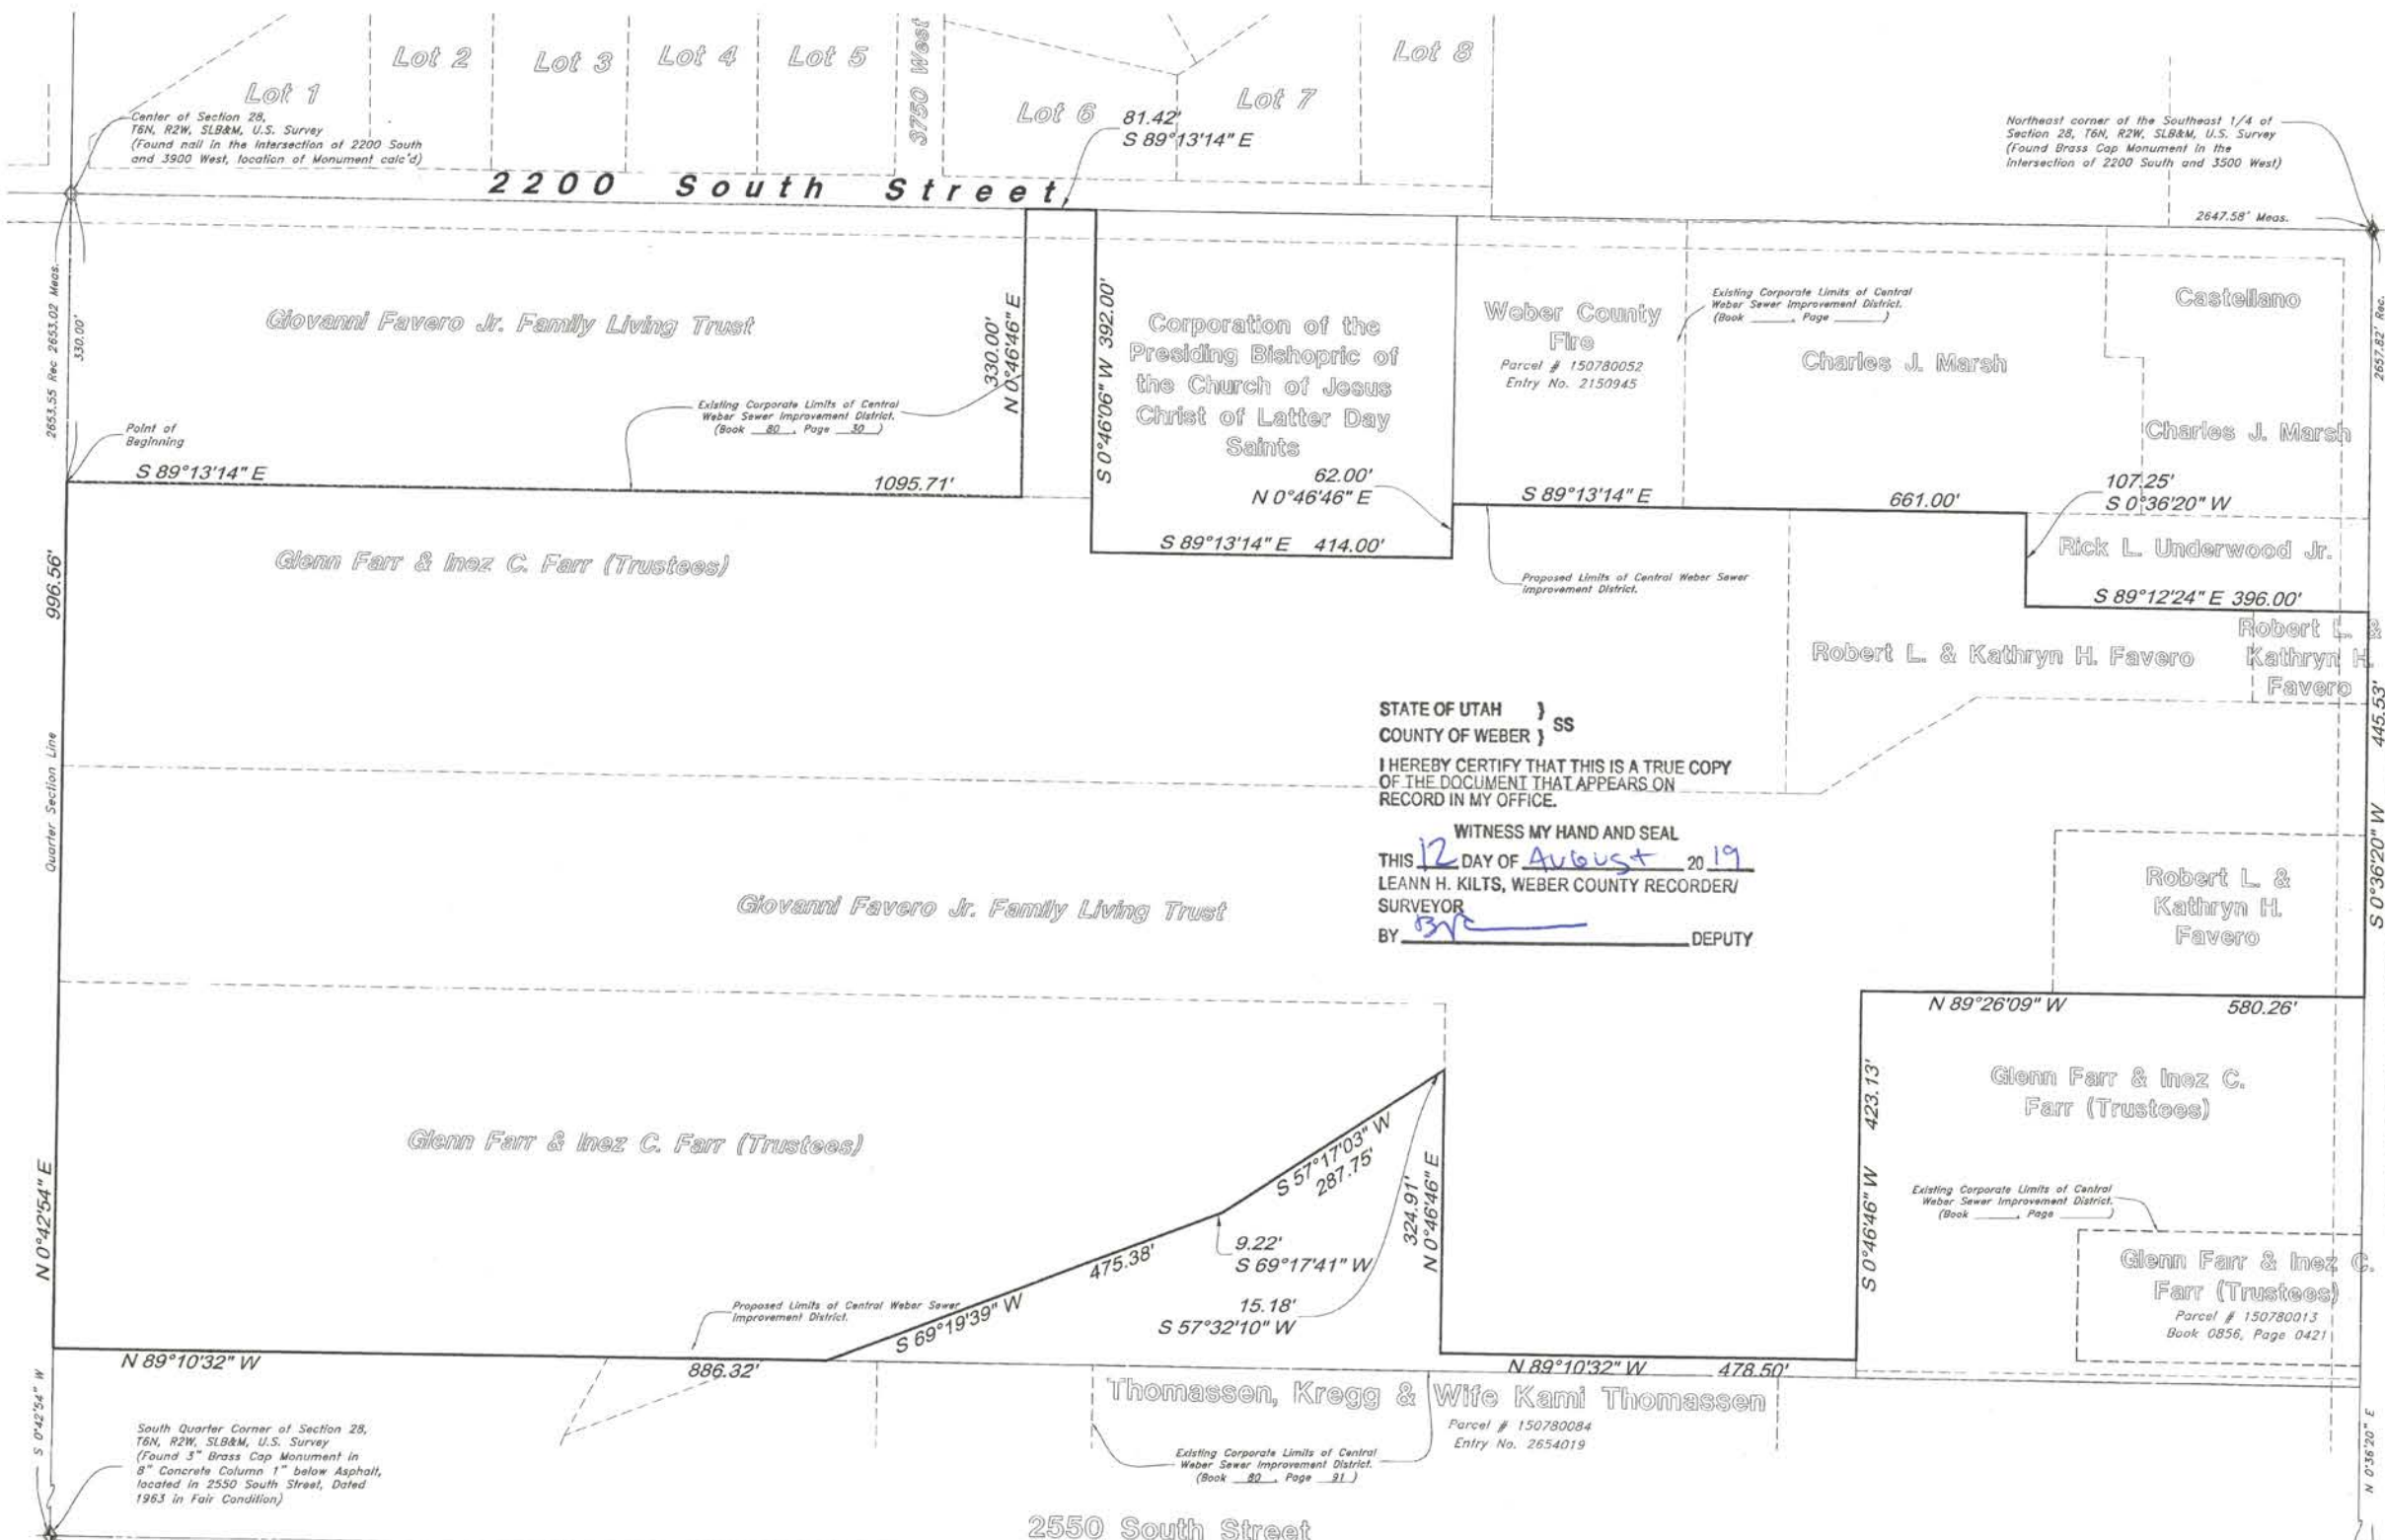 Lot 1
Lot 2
Lot 3
Lot 4
Lot 5
3750 West
Lot 6
Lot 7
Lot 8
81.42'
S 89°13'14" E
Center of Section 28,
T6N, R2W, SLB&M, U.S. Survey
(Found nail in the Intersection of 2200 South
and 3900 West, location of Monument calc'd)
Northeast corner of the Southeast 1/4 of
Section 28, T6N, R2W, SLB&M, U.S. Survey
(Found Brass Cap Monument in the
intersection of 2200 South and 3500 West)
2200 South Street
2647.58' Meas.
2653.55 Rec 2653.02 Meas.
330.00'
Giovanni Favero Jr. Family Living Trust
330.00'
N 0°46'46" E
S 0°46'06" W 392.00'
Corporation of the
Presiding Bishopric of
the Church of Jesus
Christ of Latter Day
Saints
Weber County
Fire
Parcel # 150780052
Entry No. 2150945
Existing Corporate Limits of Central
Weber Sewer Improvement District.
(Book ____, Page ____)
Charles J. Marsh
Castellano
Charles J. Marsh
2657.82' Rec.
Existing Corporate Limits of Central
Weber Sewer Improvement District.
(Book 80, Page 30)
Point of
Beginning
S 89°13'14" E
1095.71'
62.00'
N 0°46'46" E
S 89°13'14" E 414.00'
S 89°13'14" E
661.00'
107.25'
S 0°36'20" W
Rick L. Underwood Jr.
S 89°12'24" E 396.00'
Proposed Limits of Central Weber Sewer
Improvement District.
Glenn Farr & Inez C. Farr (Trustees)
996.56'
Robert L. & Kathryn H. Favero
Robert L. &
Kathryn H.
Favero
445.53'
S 0°36'20" W
Quarter Section Line
STATE OF UTAH }
SS
COUNTY OF WEBER }
I HEREBY CERTIFY THAT THIS IS A TRUE COPY
OF THE DOCUMENT THAT APPEARS ON
RECORD IN MY OFFICE.
WITNESS MY HAND AND SEAL
THIS 12 DAY OF AUGUST 20 19
LEANN H. KILTS, WEBER COUNTY RECORDER/
SURVEYOR
BY ____ DEPUTY
Giovanni Favero Jr. Family Living Trust
Robert L. &
Kathryn H.
Favero
N 89°26'09" W
580.26'
Glenn Farr & Inez C.
Farr (Trustees)
423.13'
S 0°46'46" W
Glenn Farr & Inez C. Farr (Trustees)
N 0°42'54" E
S 57°17'03" W
287.75'
324.91'
N 0°46'46" E
9.22'
S 69°17'41" W
475.38'
S 69°19'39" W
15.18'
S 57°32'10" W
Existing Corporate Limits of Central
Weber Sewer Improvement District.
(Book ____, Page ____)
Glenn Farr & Inez C.
Farr (Trustees)
Parcel # 150780013
Book 0856, Page 0421
Proposed Limits of Central Weber Sewer
Improvement District.
N 89°10'32" W
886.32'
N 89°10'32" W
478.50'
Thomassen, Kregg & Wife Kami Thomassen
Parcel # 150780084
Entry No. 2654019
Existing Corporate Limits of Central
Weber Sewer Improvement District.
(Book 80, Page 91)
S 0°42'54" W
South Quarter Corner of Section 28,
T6N, R2W, SLB&M, U.S. Survey
(Found 3" Brass Cap Monument in
8" Concrete Column 1" below Asphalt,
located in 2550 South Street, Dated
1963 in Fair Condition)
N 0°36'20" E
2550 South Street